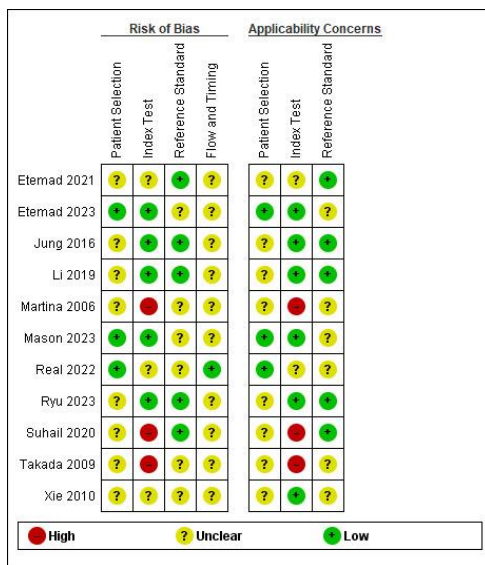 Risk of Bias Applicability Concerns
Patient Selection Index Test Reference Standard Flow and Timing Patient Selection Index Test Reference Standard
Etemad 2021 ? ? + ? ? ? +
Etemad 2023 + + ? ? + + ?
Jung 2016 ? + + ? ? + +
Li 2019 ? + + ? ? + +
Martina 2006 ? - ? ? ? - ?
Mason 2023 + + ? ? + + ?
Real 2022 + ? ? + + ? ?
Ryu 2023 ? + + ? ? + +
Suhail 2020 ? - + ? ? - +
Takada 2009 ? - ? ? ? - ?
Xie 2010 ? ? ? ? ? + ?
- High ? Unclear + Low